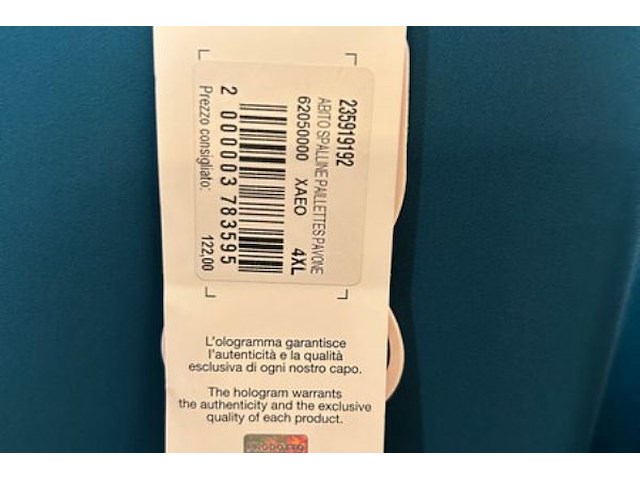 235919192
ABITO SPALLINE PAILLETTES PAVONE
62050000 XAEO 4XL
2 000003 783595
Prezzo consigliato: 122,00
L'ologramma garantisce
l'autenticità e la qualità
esclusiva di ogni nostro capo.
The hologram warrants
the authenticity and the exclusive
quality of each product.